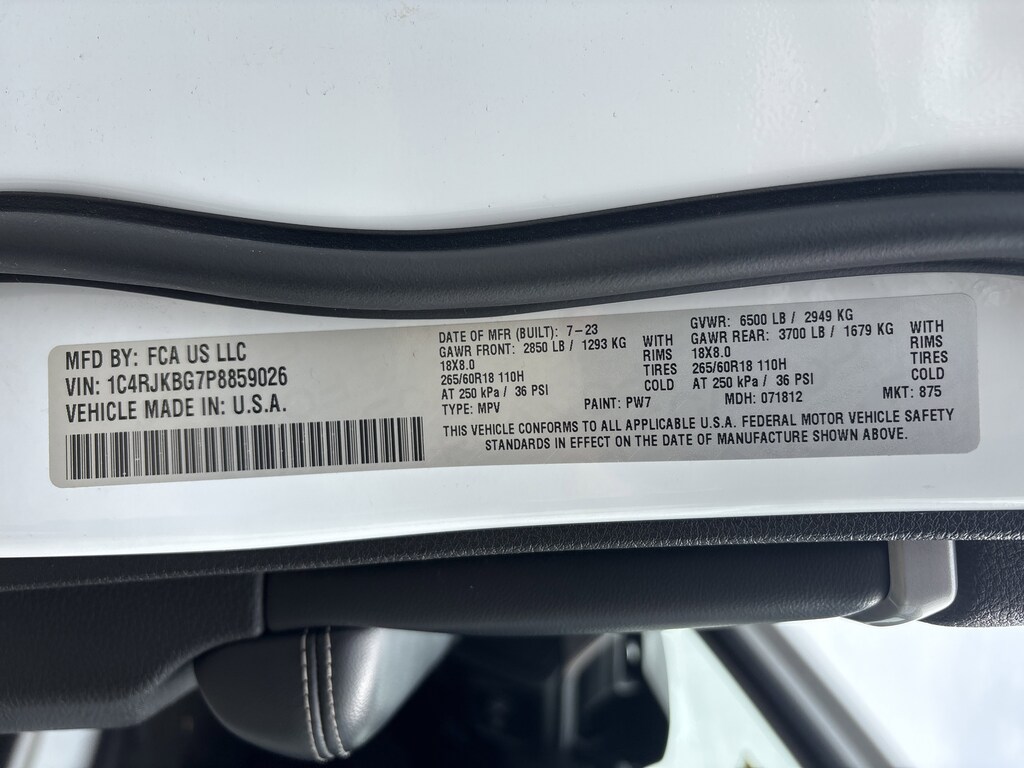 MFD BY: FCA US LLC
VIN: 1C4RJKBG7P8859026
VEHICLE MADE IN: U.S.A.
DATE OF MFR (BUILT): 7-23
GAWR FRONT: 2850 LB / 1293 KG WITH
18X8.0 RIMS
265/60R18 110H TIRES
AT 250 kPa / 36 PSI COLD
TYPE: MPV PAINT: PW7
GVWR: 6500 LB / 2949 KG
GAWR REAR: 3700 LB / 1679 KG WITH
18X8.0 RIMS
265/60R18 110H TIRES
AT 250 kPa / 36 PSI COLD
MDH: 071812 MKT: 875
THIS VEHICLE CONFORMS TO ALL APPLICABLE U.S.A. FEDERAL MOTOR VEHICLE SAFETY
STANDARDS IN EFFECT ON THE DATE OF MANUFACTURE SHOWN ABOVE.